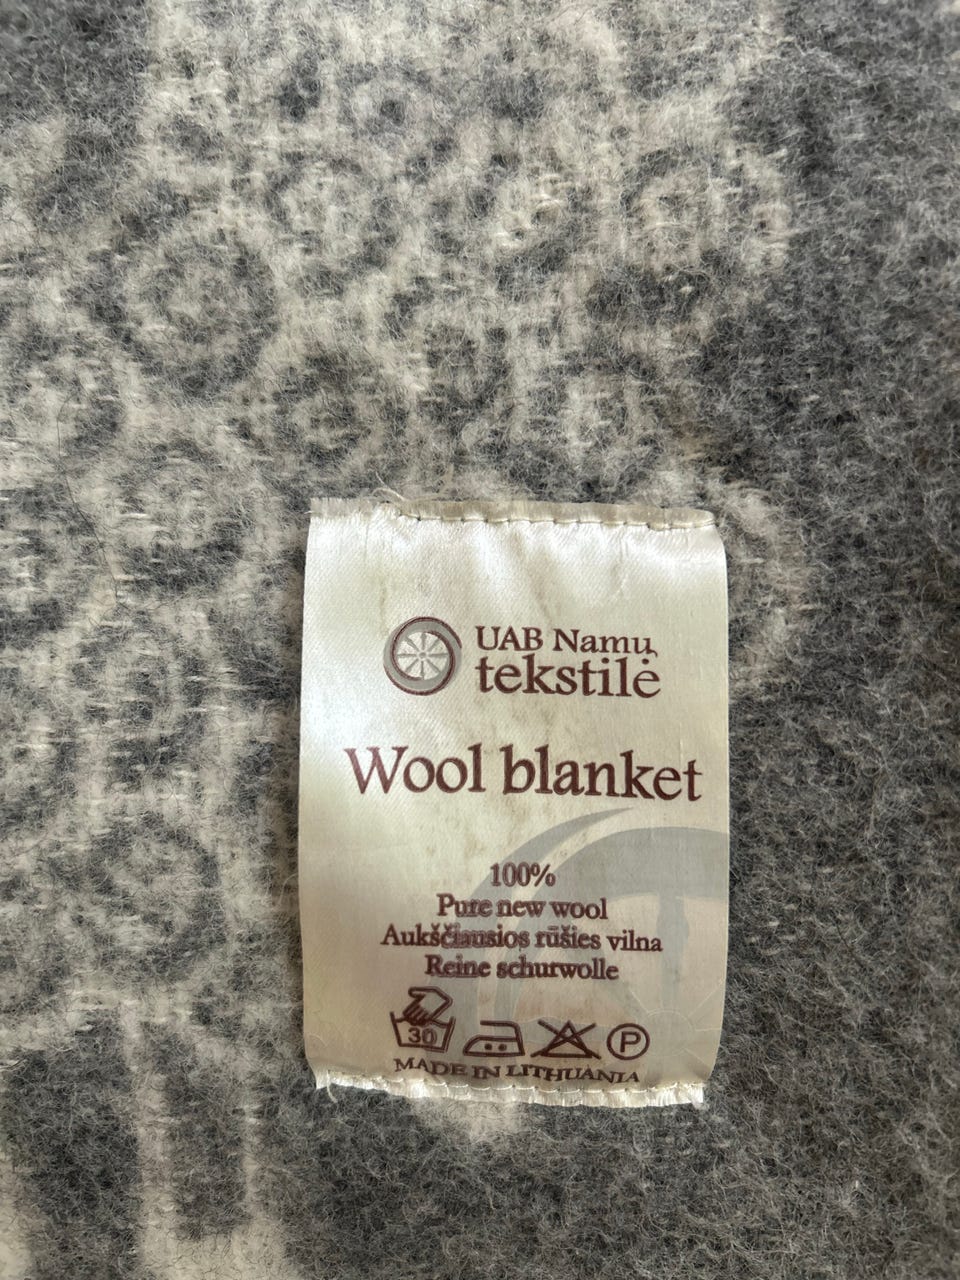 UAB Namų
tekstilė
Wool blanket
100%
Pure new wool
Aukščiausios rūšies vilna
Reine schurwolle
30
P
MADE IN LITHUANIA